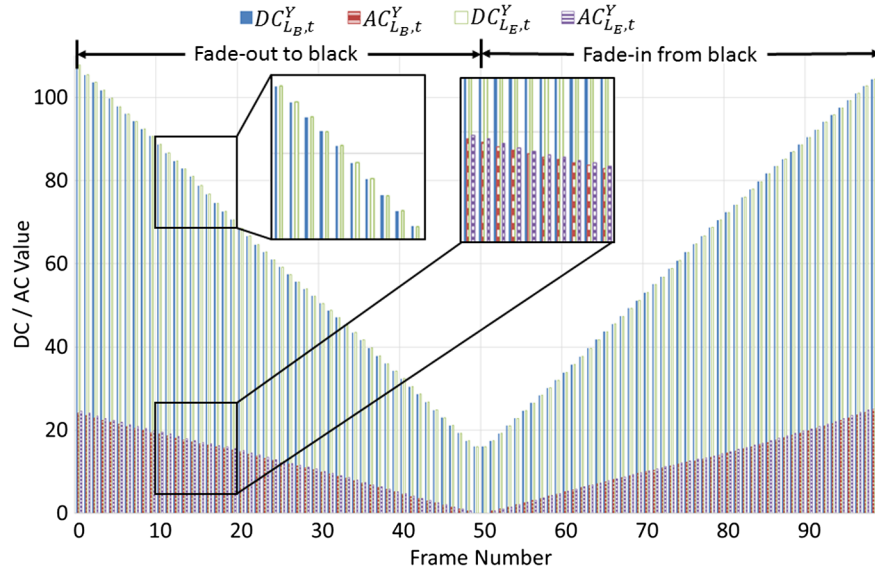 DC^Y_{L_B,t} AC^Y_{L_B,t} DC^Y_{L_E,t} AC^Y_{L_E,t}
Fade-out to black Fade-in from black
DC / AC Value
100
80
60
40
20
0
0 10 20 30 40 50 60 70 80 90
Frame Number